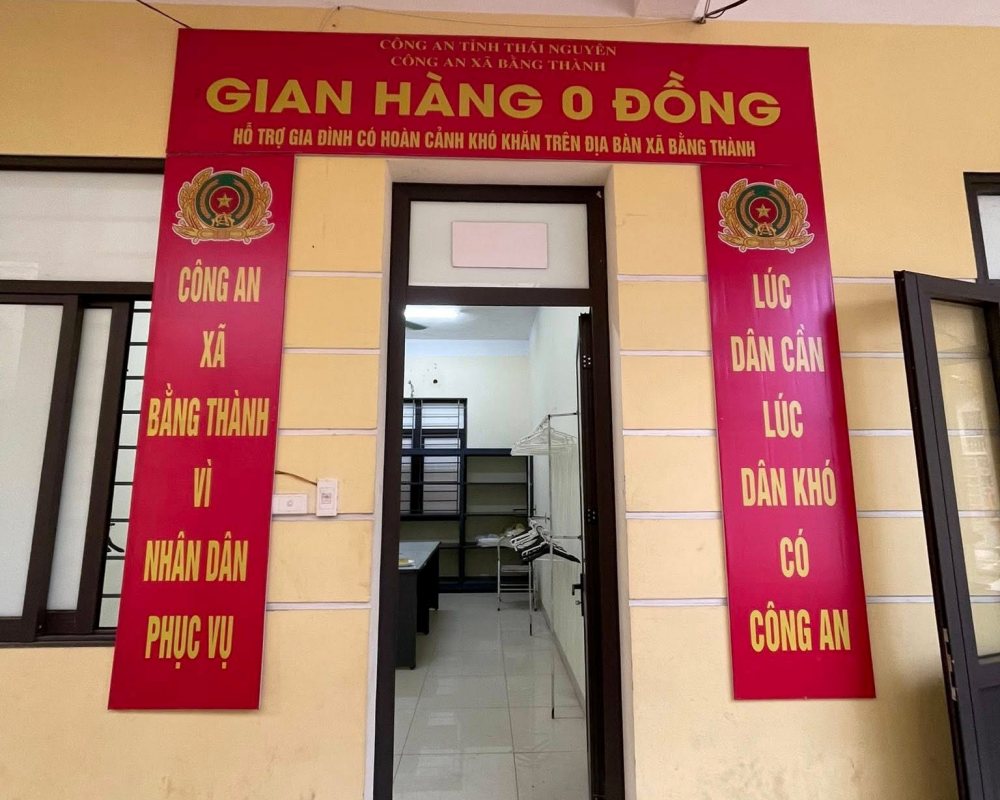 CÔNG AN TỈNH THÁI NGUYÊN
CÔNG AN XÃ BẰNG THÀNH
GIAN HÀNG 0 ĐỒNG
HỖ TRỢ GIA ĐÌNH CÓ HOÀN CẢNH KHÓ KHĂN TRÊN ĐỊA BÀN XÃ BẰNG THÀNH
CÔNG AN
XÃ
BẰNG THÀNH
VÌ
NHÂN DÂN
PHỤC VỤ
LÚC
DÂN CẦN
LÚC
DÂN KHÓ
CÓ
CÔNG AN